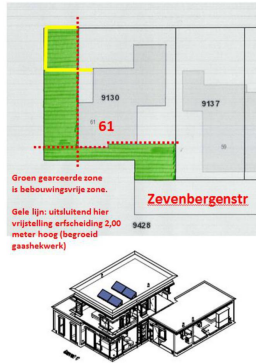 9130
9137
61
61
Zevenbergenstr
Groen gearceerde zone
is bebouwingsvrije zone.
Gele lijn: uitsluitend hier
vrijstelling erfscheiding 2,00
meter hoog (begroeid
gaashekwerk)
9428